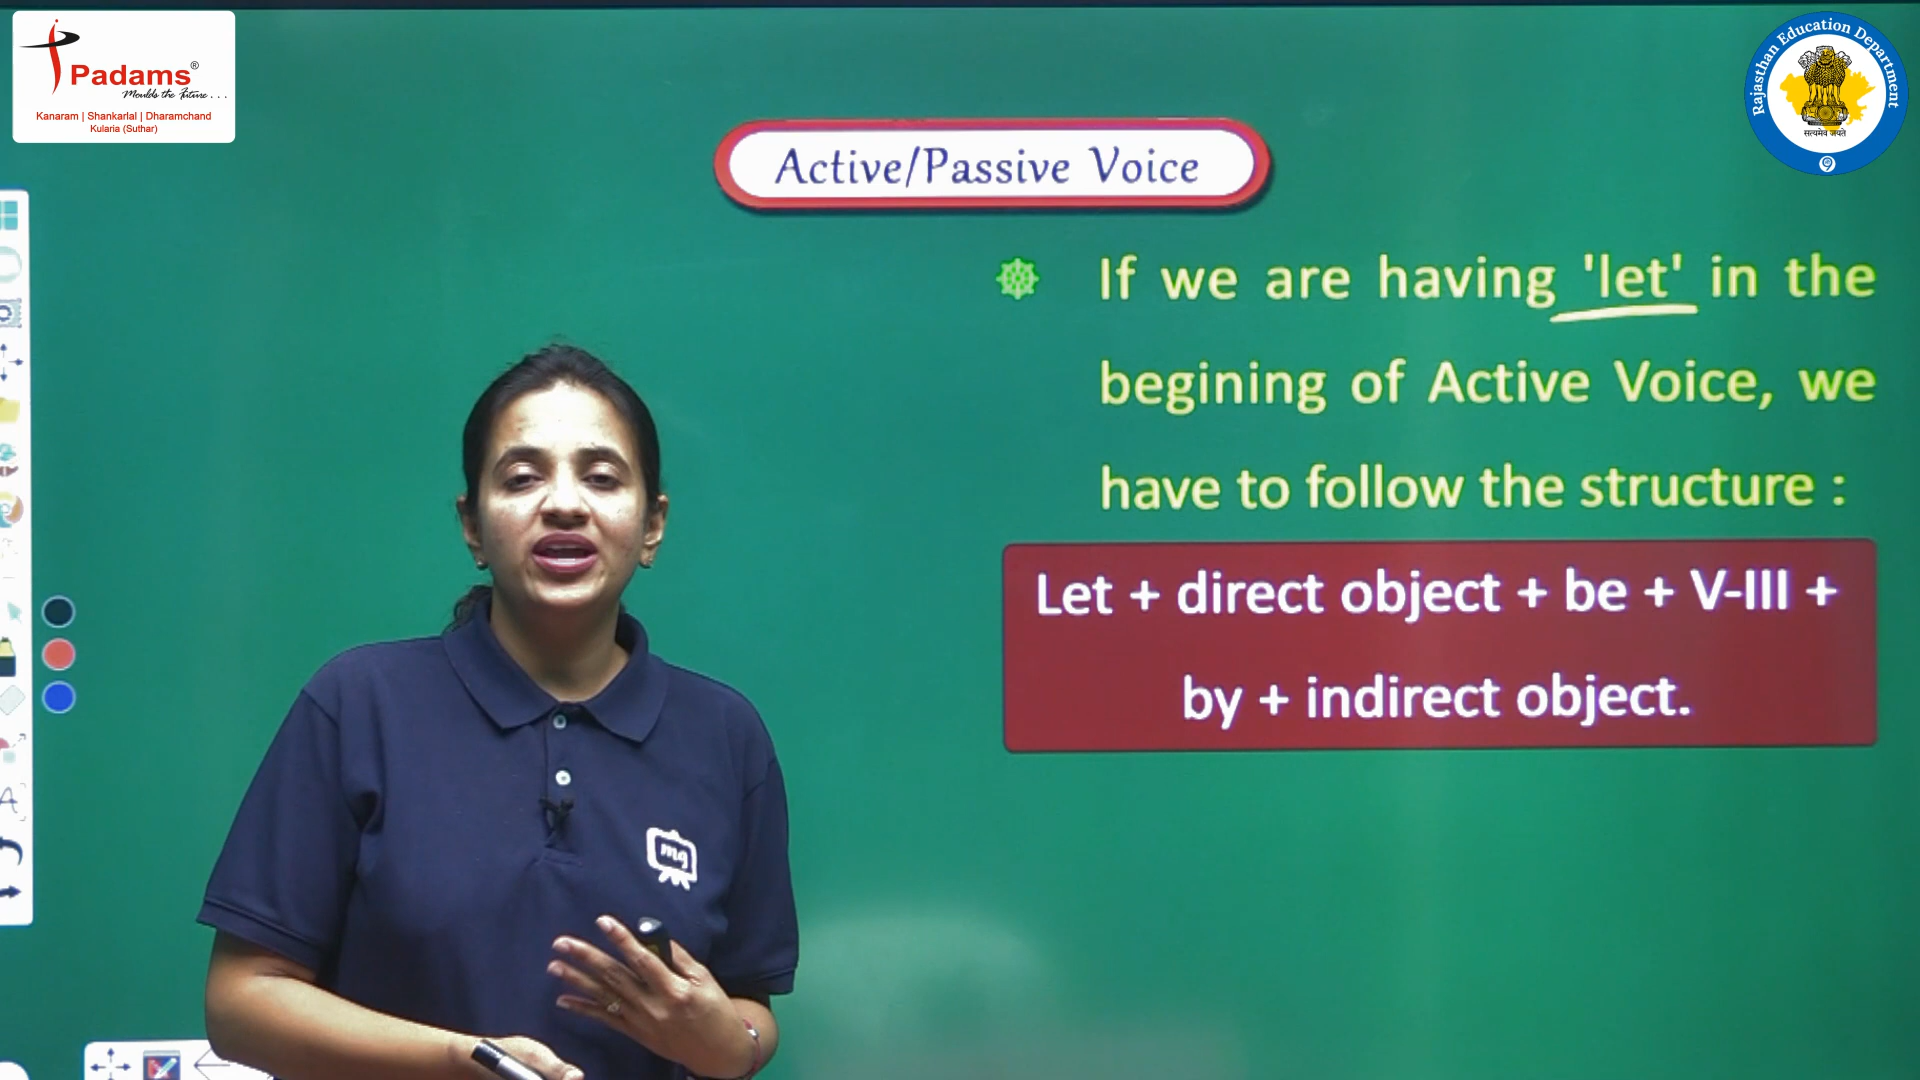 Padams®
Moulds the Future . . .
Kanaram | Shankarlal | Dharamchand
Kularia (Suthar)
Rajasthan Education Department
सत्यमेव जयते
Active/Passive Voice
If we are having 'let' in the
begining of Active Voice, we
have to follow the structure :
Let + direct object + be + V-III +
by + indirect object.
mg
A